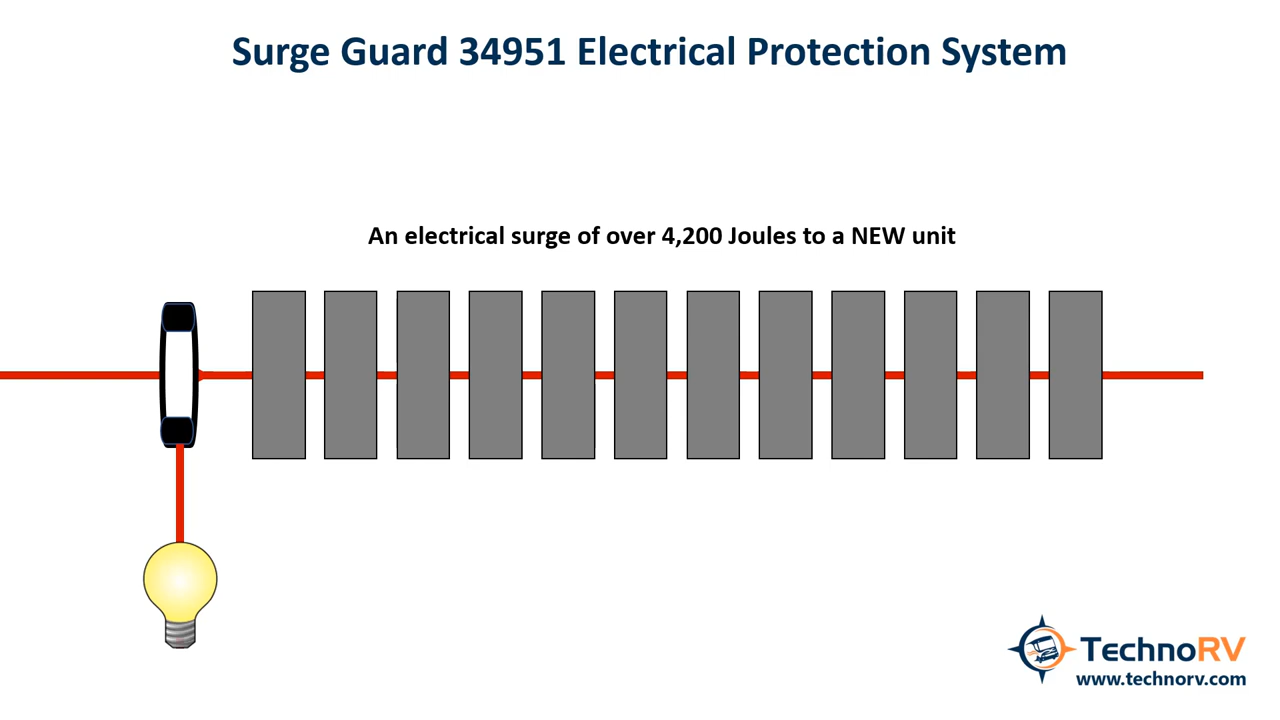 Surge Guard 34951 Electrical Protection System
An electrical surge of over 4,200 Joules to a NEW unit
TechnoRV
www.technorv.com